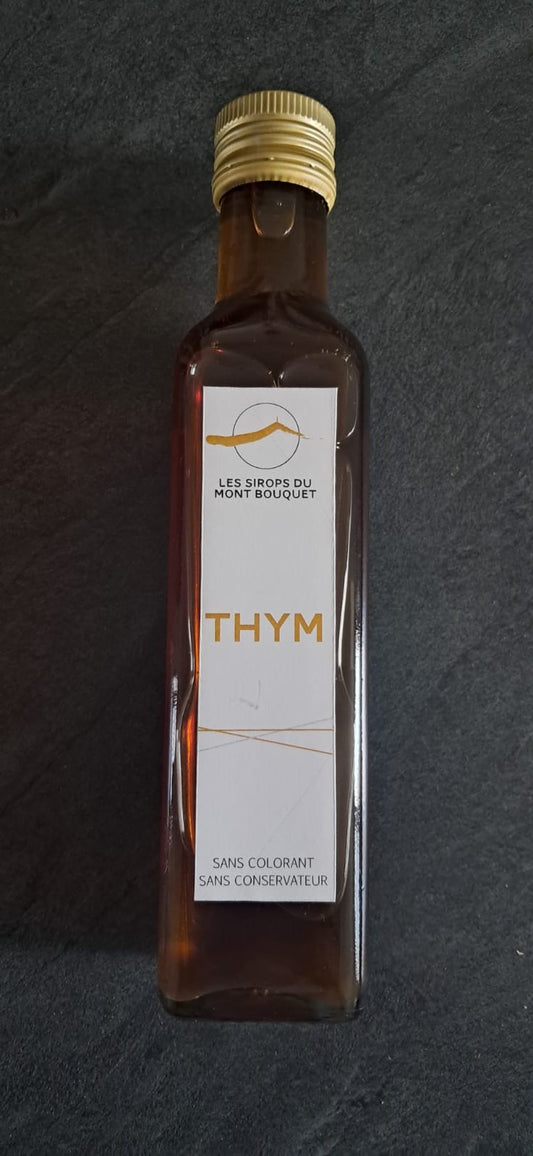 LES SIROPS DU
MONT BOUQUET
THYM
SANS COLORANT
SANS CONSERVATEUR